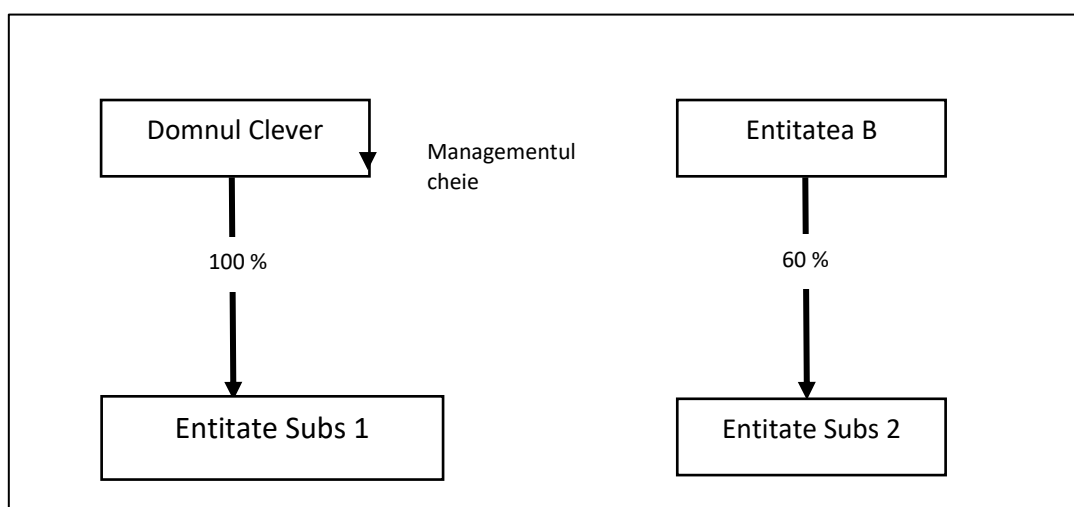 Domnul Clever
Managementul
cheie
Entitatea B
100 %
60 %
Entitate Subs 1
Entitate Subs 2